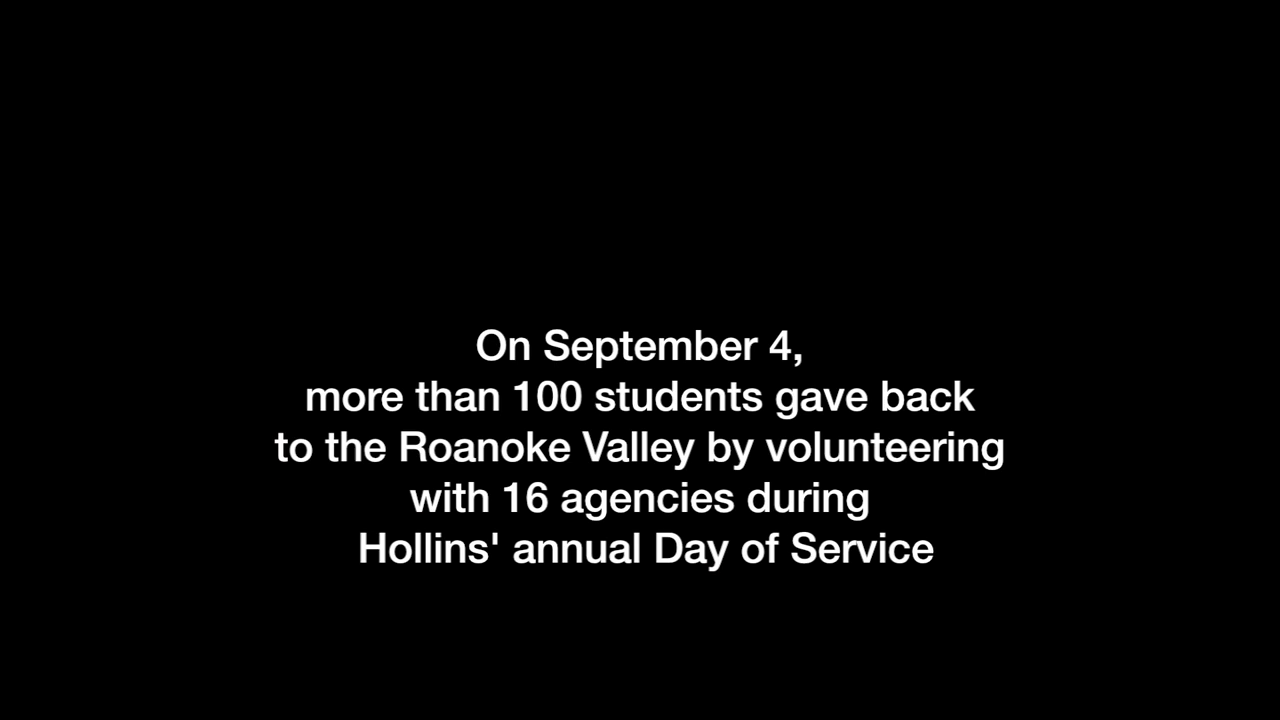 On September 4,
more than 100 students gave back
to the Roanoke Valley by volunteering
with 16 agencies during
Hollins' annual Day of Service